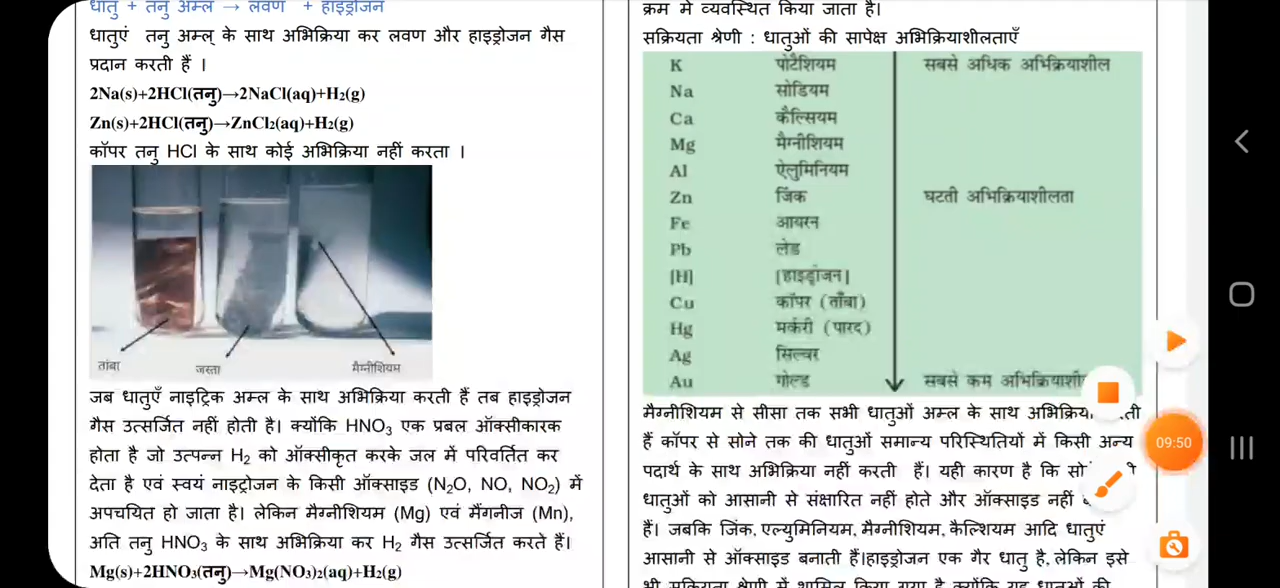 धातु + तनु अम्ल → लवण + हाइड्रोजन
धातुएं तनु अम्ल् के साथ अभिक्रिया कर लवण और हाइड्रोजन गैस
प्रदान करती हैं ।
2Na(s)+2HCl(तनु)→2NaCl(aq)+H₂(g)
Zn(s)+2HCl(तनु)→ZnCl₂(aq)+H₂(g)
कॉपर तनु HCl के साथ कोई अभिक्रिया नहीं करता ।
तांबा
जस्ता
मैग्नीशियम
जब धातुएँ नाइट्रिक अम्ल के साथ अभिक्रिया करती हैं तब हाइड्रोजन
गैस उत्सर्जित नहीं होती है। क्योंकि HNO₃ एक प्रबल ऑक्सीकारक
होता है जो उत्पन्न H₂ को ऑक्सीकृत करके जल में परिवर्तित कर
देता है एवं स्वयं नाइट्रोजन के किसी ऑक्साइड (N₂O, NO, NO₂) में
अपचयित हो जाता है। लेकिन मैग्नीशियम (Mg) एवं मैंगनीज (Mn),
अति तनु HNO₃ के साथ अभिक्रिया कर H₂ गैस उत्सर्जित करते हैं।
Mg(s)+2HNO₃(तनु)→Mg(NO₃)₂(aq)+H₂(g)
क्रम में व्यवस्थित किया जाता है।
सक्रियता श्रेणी : धातुओं की सापेक्ष अभिक्रियाशीलताएँ
K पोटैशियम सबसे अधिक अभिक्रियाशील
Na सोडियम
Ca कैल्सियम
Mg मैग्नीशियम
Al ऐलुमिनियम
Zn जिंक घटती अभिक्रियाशीलता
Fe आयरन
Pb लेड
[H] [हाइड्रोजन]
Cu कॉपर (ताँबा)
Hg मर्करी (पारद)
Ag सिल्वर
Au गोल्ड सबसे कम
मैग्नीशियम से सीसा तक सभी धातुओं अम्ल के साथ
हैं कॉपर से सोने तक की धातुओं समान्य परिस्थितियों में किसी अन्य
पदार्थ के साथ अभिक्रिया नहीं करती हैं। यही कारण है कि
धातुओं को आसानी से संक्षारित नहीं होते और ऑक्साइड नहीं
हैं। जबकि जिंक, एल्युमिनियम, मैग्नीशियम, कैल्शियम आदि धातुएं
आसानी से ऑक्साइड बनाती हैं।हाइड्रोजन एक गैर धातु है, लेकिन इसे
भी सक्रियता श्रेणी में शामिल किया गया है क्योंकि यह धातुओं की
09:50